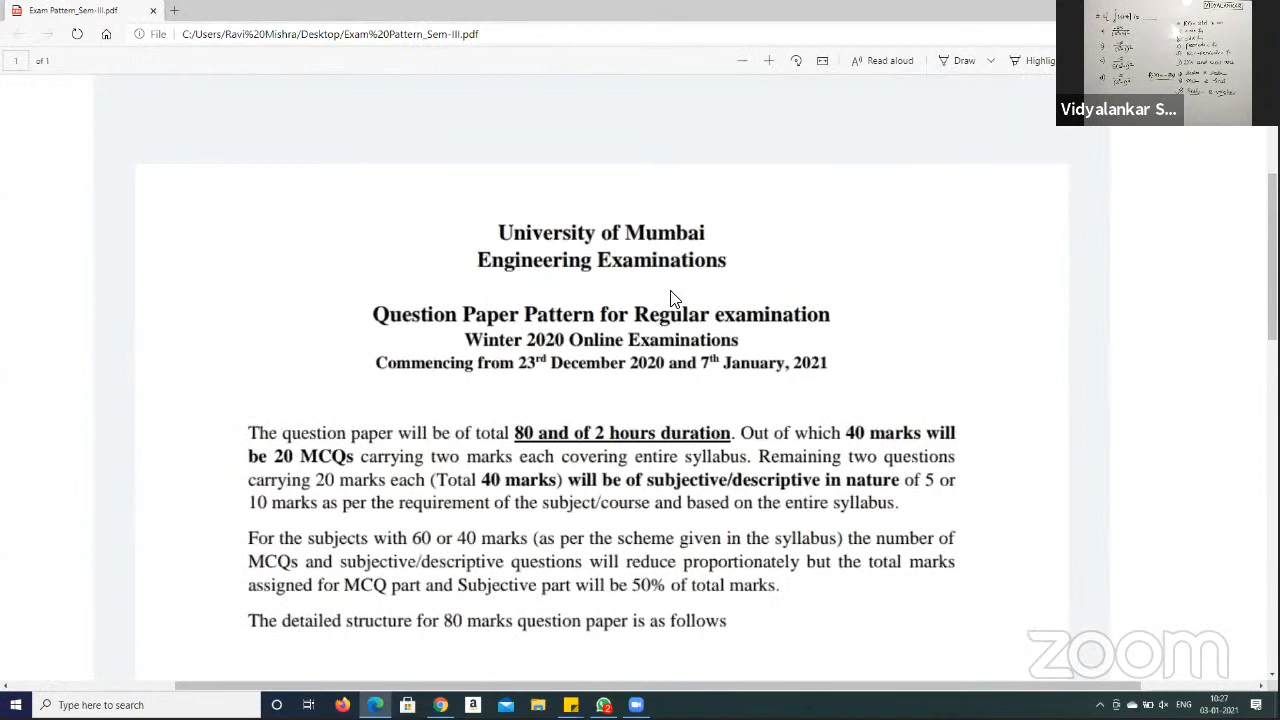 Exam Pattern_Sem-III.pdf
File C:/Users/Ravi%20Mishra/Desktop/Exam%20Pattern_Sem-III.pdf
1 of 1
Read aloud
Draw
Highlig
Vidyalankar S...
University of Mumbai
Engineering Examinations
Question Paper Pattern for Regular examination
Winter 2020 Online Examinations
Commencing from 23rd December 2020 and 7th January, 2021
The question paper will be of total 80 and of 2 hours duration. Out of which 40 marks will
be 20 MCQs carrying two marks each covering entire syllabus. Remaining two questions
carrying 20 marks each (Total 40 marks) will be of subjective/descriptive in nature of 5 or
10 marks as per the requirement of the subject/course and based on the entire syllabus.
For the subjects with 60 or 40 marks (as per the scheme given in the syllabus) the number of
MCQs and subjective/descriptive questions will reduce proportionately but the total marks
assigned for MCQ part and Subjective part will be 50% of total marks.
The detailed structure for 80 marks question paper is as follows
zoom
Type here to search
a
2
ENG
10:27
03-01-2021